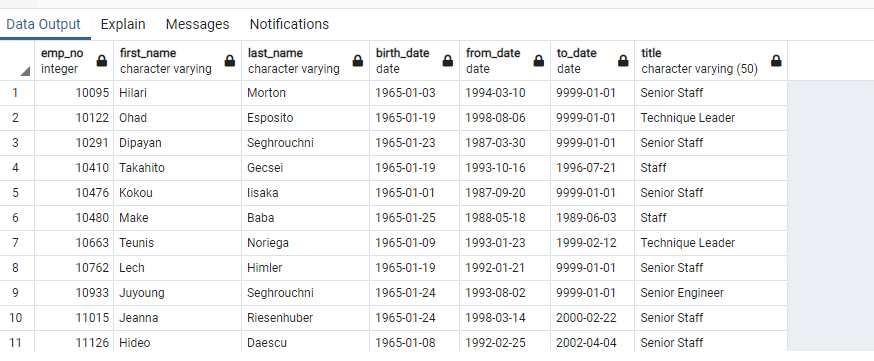 Data Output Explain Messages Notifications
emp_no first_name last_name birth_date from_date to_date title
integer character varying character varying date date date character varying (50)
1 10095 Hilari Morton 1965-01-03 1994-03-10 9999-01-01 Senior Staff
2 10122 Ohad Esposito 1965-01-19 1998-08-06 9999-01-01 Technique Leader
3 10291 Dipayan Seghrouchni 1965-01-23 1987-03-30 9999-01-01 Senior Staff
4 10410 Takahito Gecsei 1965-01-19 1993-10-16 1996-07-21 Staff
5 10476 Kokou Iisaka 1965-01-01 1987-09-20 9999-01-01 Senior Staff
6 10480 Make Baba 1965-01-25 1988-05-18 1989-06-03 Staff
7 10663 Teunis Noriega 1965-01-09 1993-01-23 1999-02-12 Technique Leader
8 10762 Lech Himler 1965-01-19 1992-01-21 9999-01-01 Senior Staff
9 10933 Juyoung Seghrouchni 1965-01-24 1993-08-02 9999-01-01 Senior Engineer
10 11015 Jeanna Riesenhuber 1965-01-24 1998-03-14 2000-02-22 Senior Staff
11 11126 Hideo Daescu 1965-01-08 1992-02-25 2002-04-04 Senior Staff